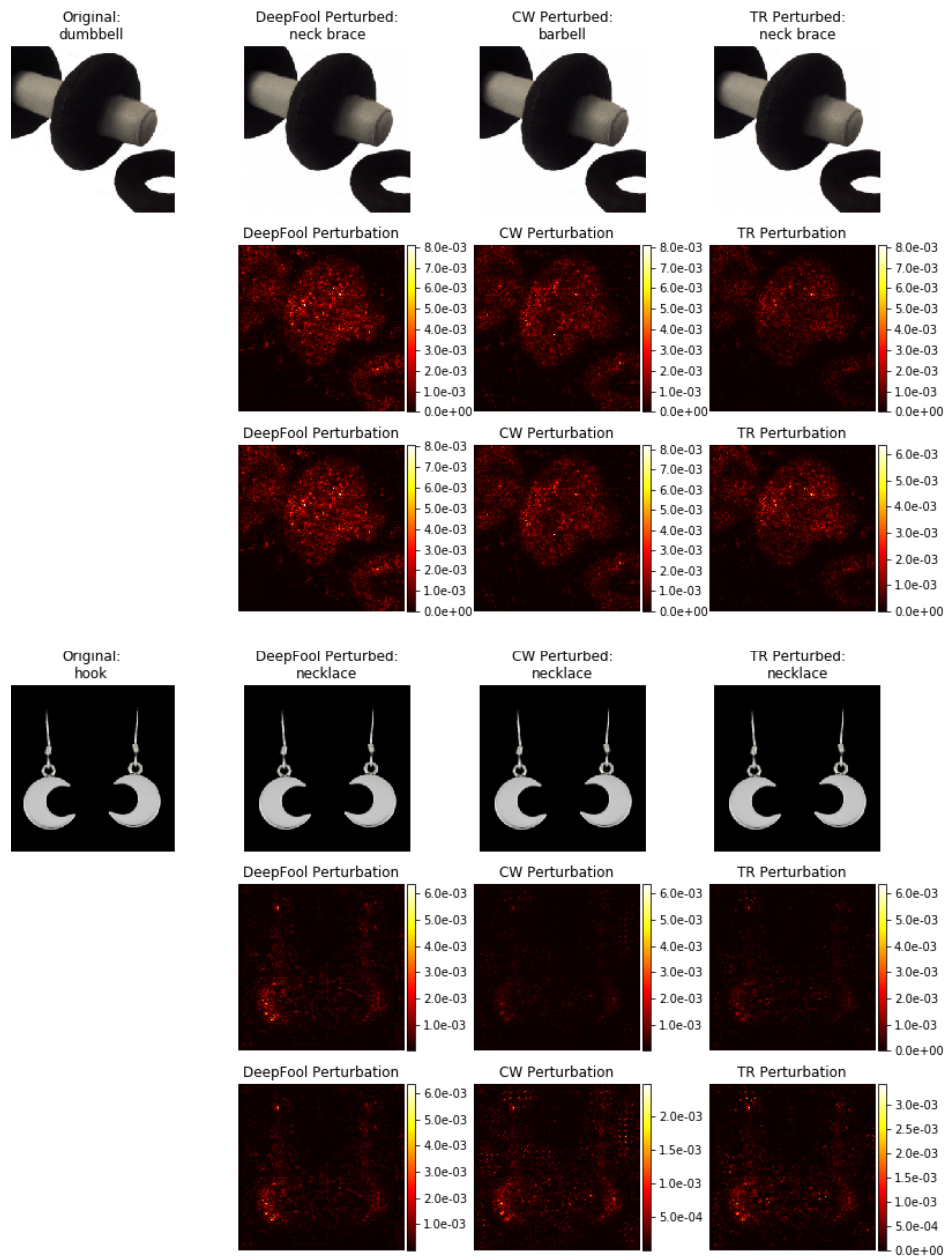 Original:
dumbbell
DeepFool Perturbed:
neck brace
CW Perturbed:
barbell
TR Perturbed:
neck brace
DeepFool Perturbation
8.0e-03
7.0e-03
6.0e-03
5.0e-03
4.0e-03
3.0e-03
2.0e-03
1.0e-03
0.0e+00
CW Perturbation
8.0e-03
7.0e-03
6.0e-03
5.0e-03
4.0e-03
3.0e-03
2.0e-03
1.0e-03
0.0e+00
TR Perturbation
8.0e-03
7.0e-03
6.0e-03
5.0e-03
4.0e-03
3.0e-03
2.0e-03
1.0e-03
0.0e+00
DeepFool Perturbation
8.0e-03
7.0e-03
6.0e-03
5.0e-03
4.0e-03
3.0e-03
2.0e-03
1.0e-03
0.0e+00
CW Perturbation
8.0e-03
7.0e-03
6.0e-03
5.0e-03
4.0e-03
3.0e-03
2.0e-03
1.0e-03
0.0e+00
TR Perturbation
6.0e-03
5.0e-03
4.0e-03
3.0e-03
2.0e-03
1.0e-03
0.0e+00
Original:
hook
DeepFool Perturbed:
necklace
CW Perturbed:
necklace
TR Perturbed:
necklace
DeepFool Perturbation
6.0e-03
5.0e-03
4.0e-03
3.0e-03
2.0e-03
1.0e-03
CW Perturbation
6.0e-03
5.0e-03
4.0e-03
3.0e-03
2.0e-03
1.0e-03
TR Perturbation
6.0e-03
5.0e-03
4.0e-03
3.0e-03
2.0e-03
1.0e-03
0.0e+00
DeepFool Perturbation
6.0e-03
5.0e-03
4.0e-03
3.0e-03
2.0e-03
1.0e-03
CW Perturbation
2.0e-03
1.5e-03
1.0e-03
5.0e-04
TR Perturbation
3.0e-03
2.5e-03
2.0e-03
1.5e-03
1.0e-03
5.0e-04
0.0e+00